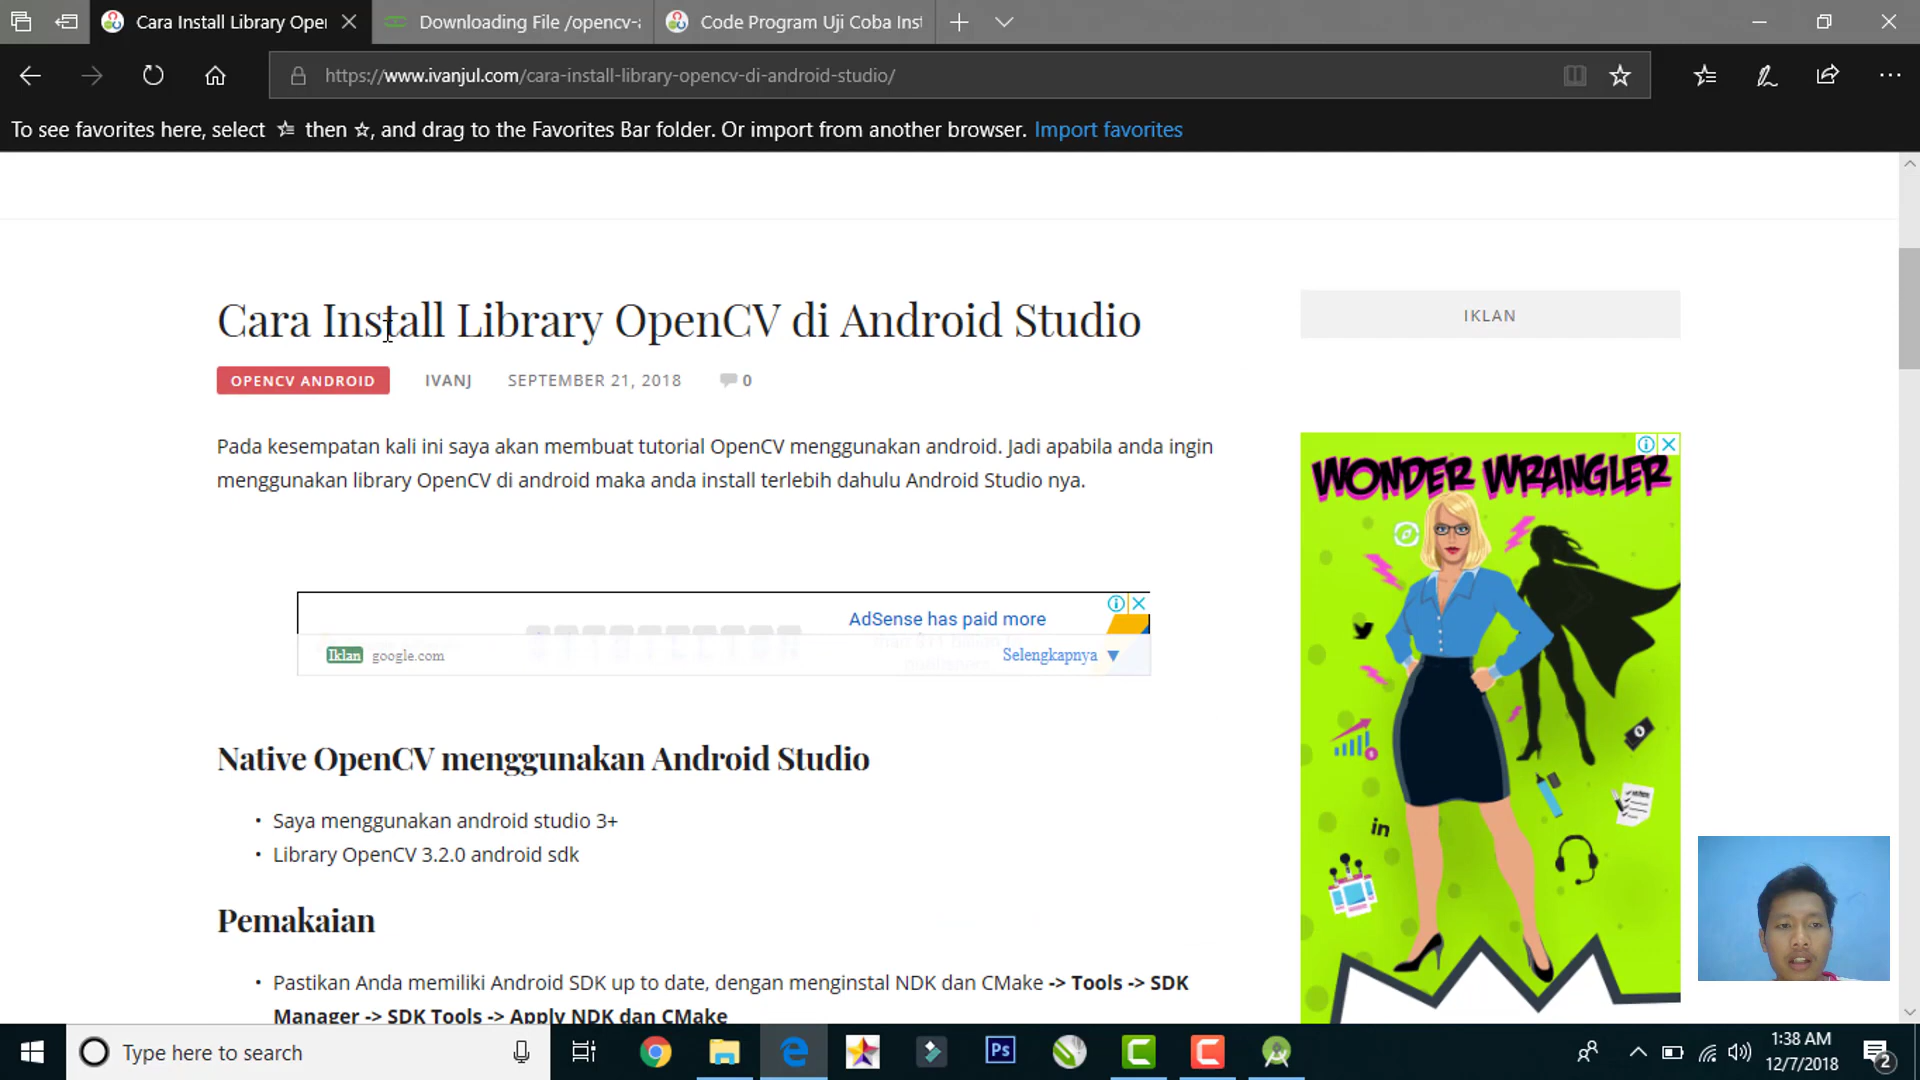 Cara Install Library Oper
Downloading File /opencv-a
Code Program Uji Coba Inst
https://www.ivanjul.com/cara-install-library-opencv-di-android-studio/
To see favorites here, select then , and drag to the Favorites Bar folder. Or import from another browser. Import favorites
Cara Install Library OpenCV di Android Studio
OPENCV ANDROID IVANJ SEPTEMBER 21, 2018 0
Pada kesempatan kali ini saya akan membuat tutorial OpenCV menggunakan android. Jadi apabila anda ingin
menggunakan library OpenCV di android maka anda install terlebih dahulu Android Studio nya.
AdSense has paid more
Iklan google.com
Selengkapnya
Native OpenCV menggunakan Android Studio
• Saya menggunakan android studio 3+
• Library OpenCV 3.2.0 android sdk
Pemakaian
• Pastikan Anda memiliki Android SDK up to date, dengan menginstal NDK dan CMake -> Tools -> SDK
Manager -> SDK Tools -> Apply NDK dan CMake
IKLAN
WONDER WRANGLER
in
Type here to search
Ps
1:38 AM
12/7/2018
2